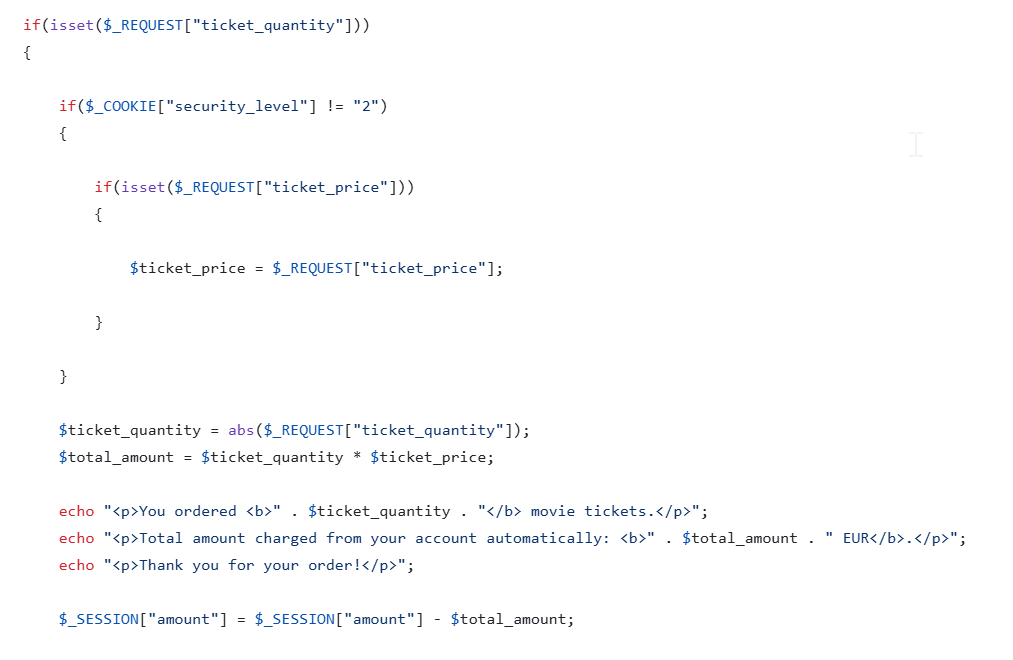 if(isset($_REQUEST["ticket_quantity"]))
{
if($_COOKIE["security_level"] != "2")
{
if(isset($_REQUEST["ticket_price"]))
{
$ticket_price = $_REQUEST["ticket_price"];
}
}
$ticket_quantity = abs($_REQUEST["ticket_quantity"]);
$total_amount = $ticket_quantity * $ticket_price;
echo "<p>You ordered <b>" . $ticket_quantity . "</b> movie tickets.</p>";
echo "<p>Total amount charged from your account automatically: <b>" . $total_amount . " EUR</b>.</p>";
echo "<p>Thank you for your order!</p>";
$_SESSION["amount"] = $_SESSION["amount"] - $total_amount;